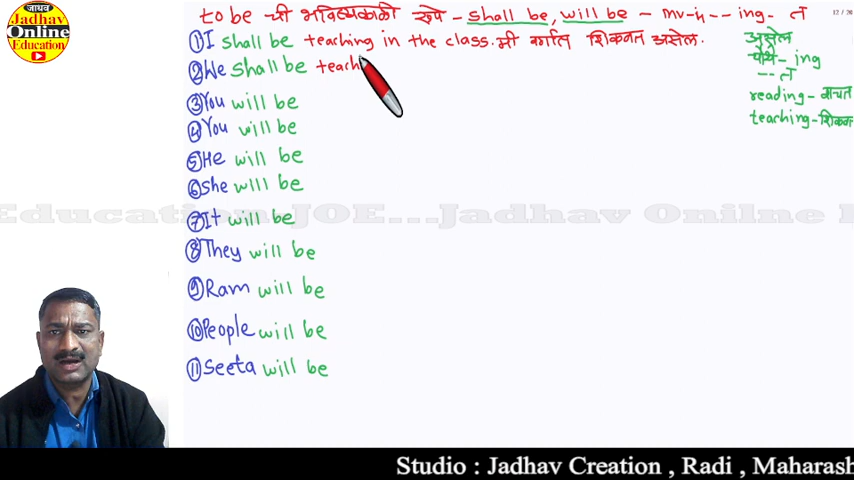 जाधव
Jadhav
Online
Education
to be ची भविष्यकाळी रूपे - shall be, will be - mv-ने -- ing - त
12 / 20
① I shall be teaching in the class. मी वर्गात शिकवत असेल.
② We shall be teach
③ You will be
④ You will be
⑤ He will be
⑥ She will be
⑦ It will be
⑧ They will be
⑨ Ram will be
⑩ People will be
⑪ Seeta will be
असेल
- ing
-- त
reading - वाचत
teaching - शिकवत
Education JOE...Jadhav Onilne E
Studio : Jadhav Creation , Radi , Maharash